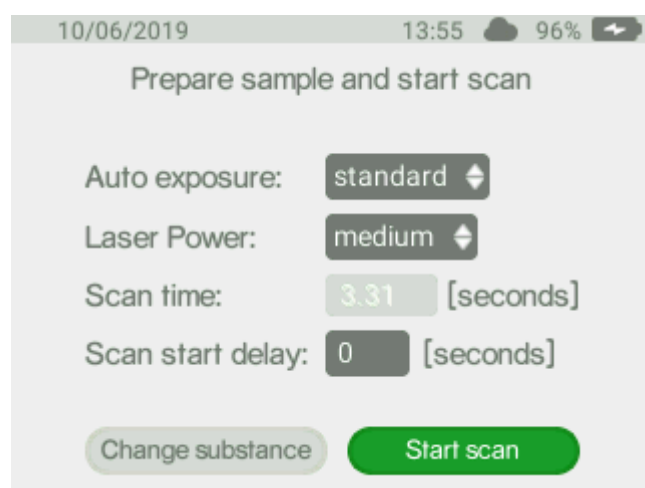 10/06/2019 13:55 96%
Prepare sample and start scan
Auto exposure: standard
Laser Power: medium
Scan time: 3.31 [seconds]
Scan start delay: 0 [seconds]
Change substance Start scan